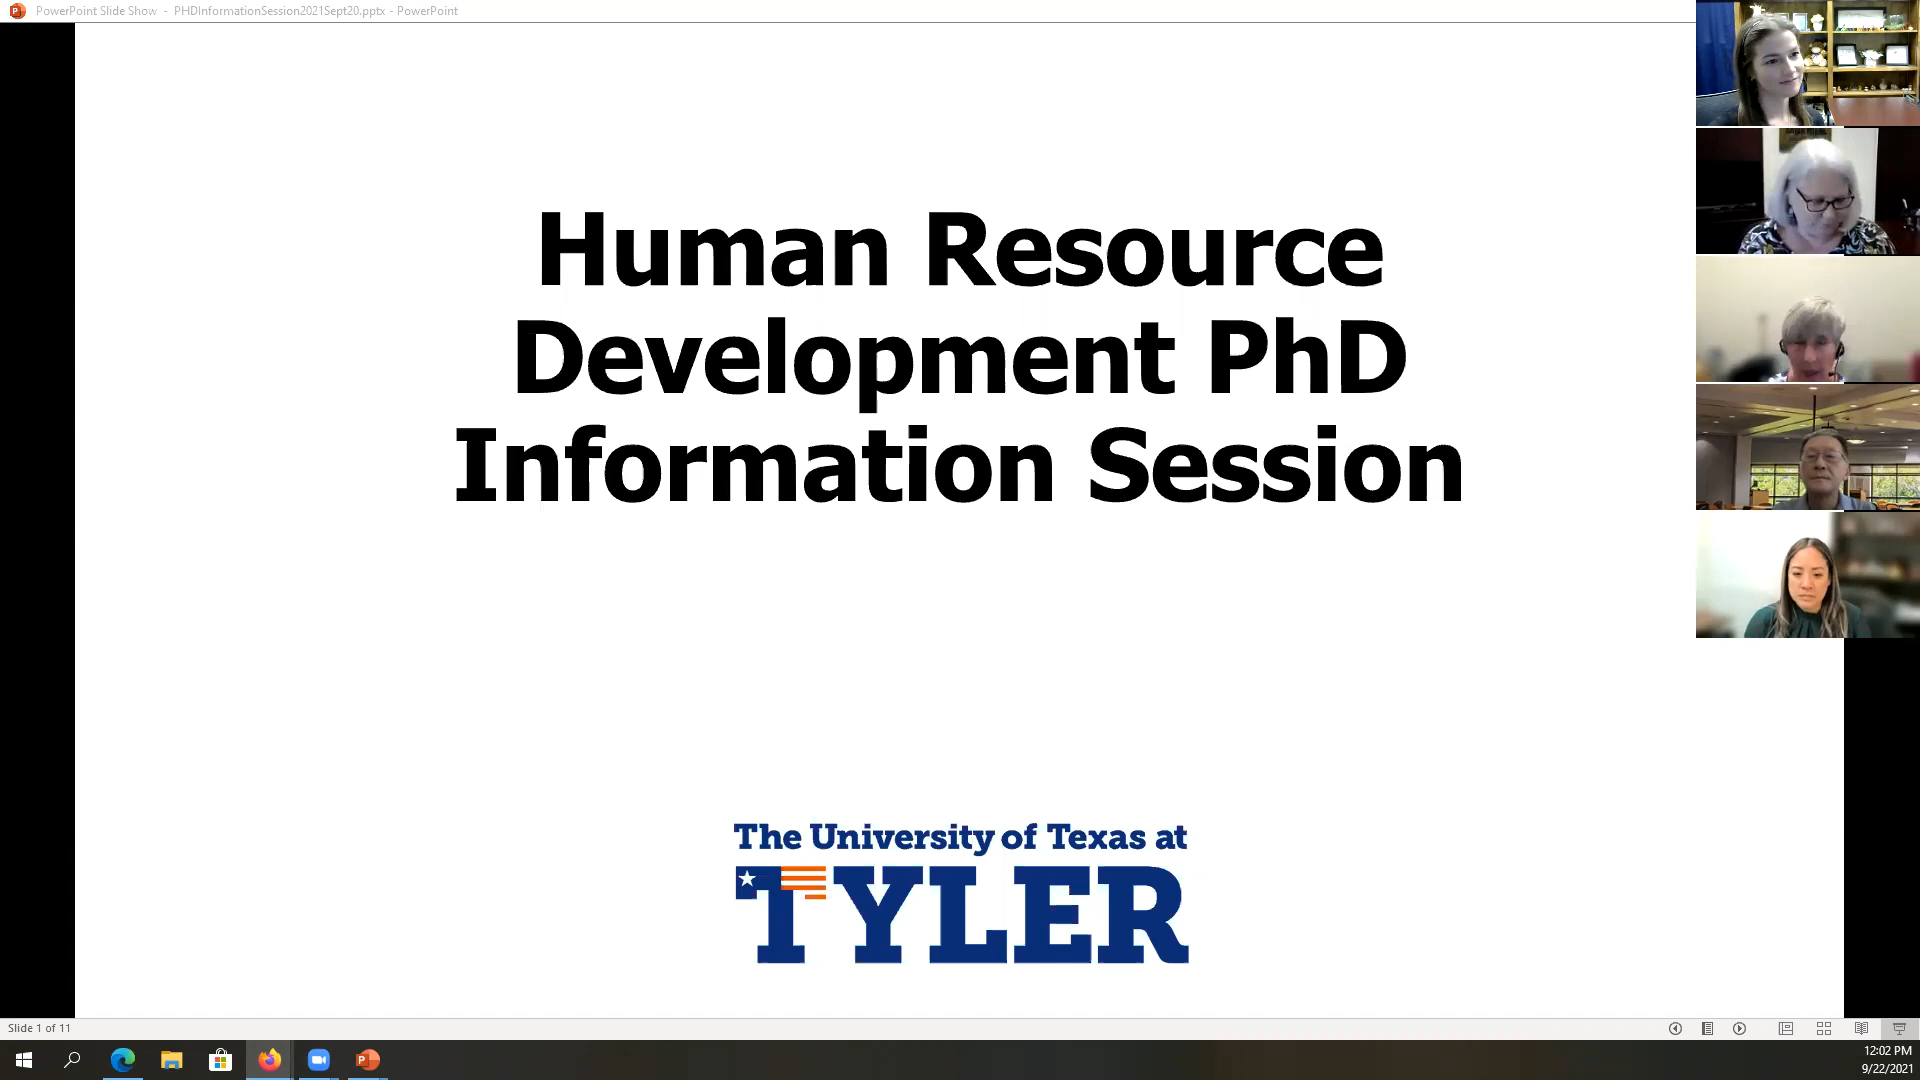 PowerPoint Slide Show - PHDInformationSession2021Sept20.pptx - PowerPoint
Human Resource
Development PhD
Information Session
The University of Texas at
TYLER
Slide 1 of 11
12:02 PM
9/22/2021